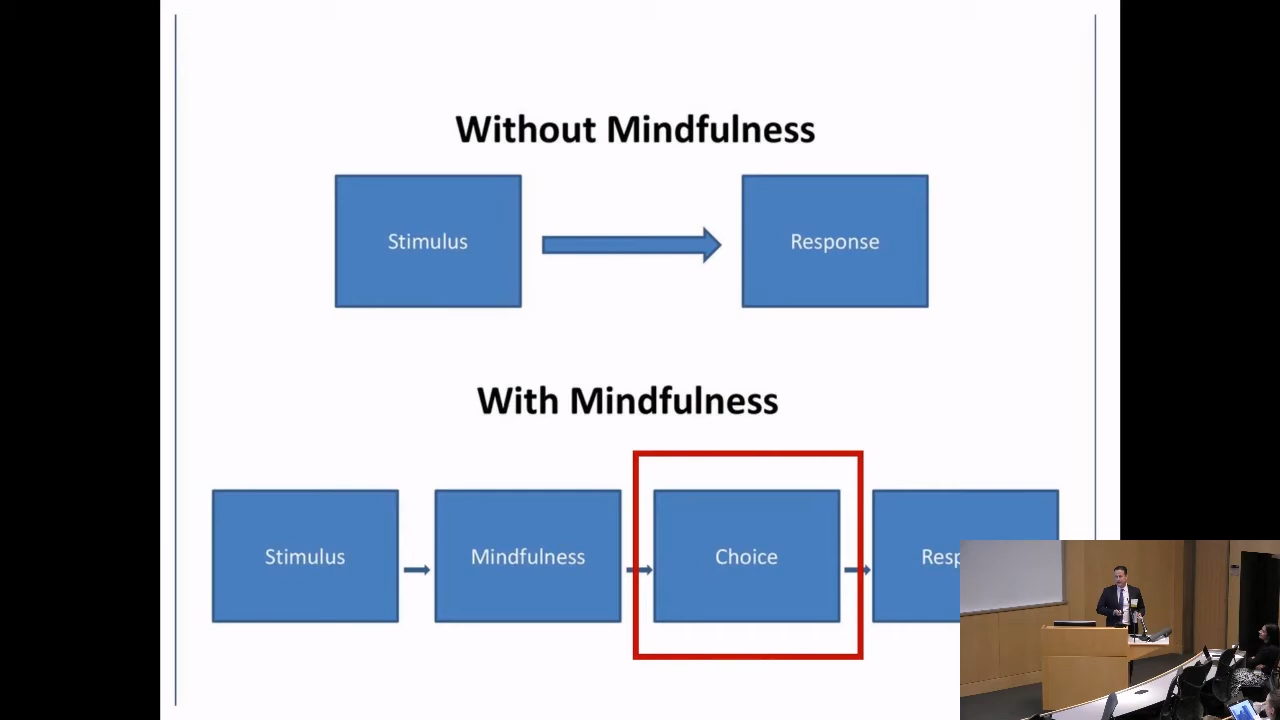 Without Mindfulness
Stimulus
Response
With Mindfulness
Stimulus
Mindfulness
Choice